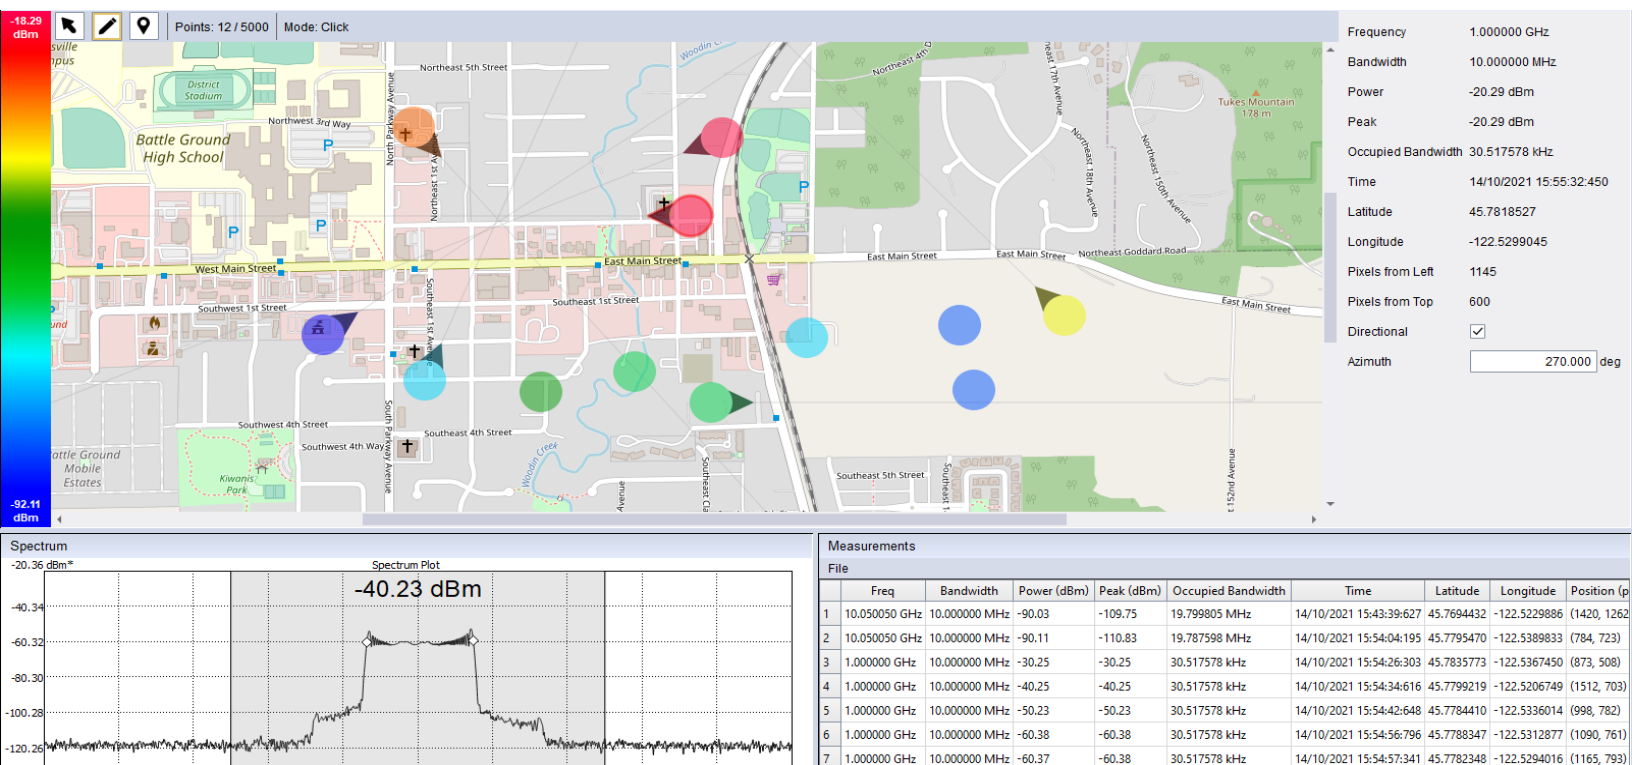 -18.29
dBm
Points: 12 / 5000
Mode: Click
Frequency 1.000000 GHz
Bandwidth 10.000000 MHz
Power -20.29 dBm
Peak -20.29 dBm
Occupied Bandwidth 30.517578 kHz
Time 14/10/2021 15:55:32:450
Latitude 45.7818527
Longitude -122.5299045
Pixels from Left 1145
Pixels from Top 600
Directional
Azimuth 270.000 deg
Northeast 5th Street
Woodin C
Northeast 4th
District
Stadium
Northwest 3rd Way
Battle Ground
High School
P
North Parkway Avenue
Northeast 1st Av
Tukes Mountain
178 m
Northeast 18th Avenue
Northeast 150th Avenue
P
P
P
West Main Street
East Main Street
East Main Street
East Main Street
Northeast Goddard Road
East Main Street
Southwest 1st Street
Southeast 1st Street
Southeast 1st Avenue
Southwest 4th Street
Southeast 4th Street
Southwest 4th Way
South Parkway Avenue
attle Ground
Mobile
Estates
Kiwanis
Park
Woodin Creek
Southeast Cla
Southeast 5th Street
Southeast 1
152nd Avenue
-92.11
dBm
Spectrum
-20.36 dBm*
Spectrum Plot
-40.23 dBm
-40.34
-60.32
-80.30
-100.28
-120.26
Measurements
File
Freq Bandwidth Power (dBm) Peak (dBm) Occupied Bandwidth Time Latitude Longitude Position (p
1 10.050050 GHz 10.000000 MHz -90.03 -109.75 19.799805 MHz 14/10/2021 15:43:39:627 45.7694432 -122.5229886 (1420, 1262
2 10.050050 GHz 10.000000 MHz -90.11 -110.83 19.787598 MHz 14/10/2021 15:54:04:195 45.7795470 -122.5389833 (784, 723)
3 1.000000 GHz 10.000000 MHz -30.25 -30.25 30.517578 kHz 14/10/2021 15:54:26:303 45.7835773 -122.5367450 (873, 508)
4 1.000000 GHz 10.000000 MHz -40.25 -40.25 30.517578 kHz 14/10/2021 15:54:34:616 45.7799219 -122.5206749 (1512, 703)
5 1.000000 GHz 10.000000 MHz -50.23 -50.23 30.517578 kHz 14/10/2021 15:54:42:648 45.7784410 -122.5336014 (998, 782)
6 1.000000 GHz 10.000000 MHz -60.38 -60.38 30.517578 kHz 14/10/2021 15:54:56:796 45.7788347 -122.5312877 (1090, 761)
7 1.000000 GHz 10.000000 MHz -60.37 -60.38 30.517578 kHz 14/10/2021 15:54:57:341 45.7782348 -122.5294016 (1165, 793)